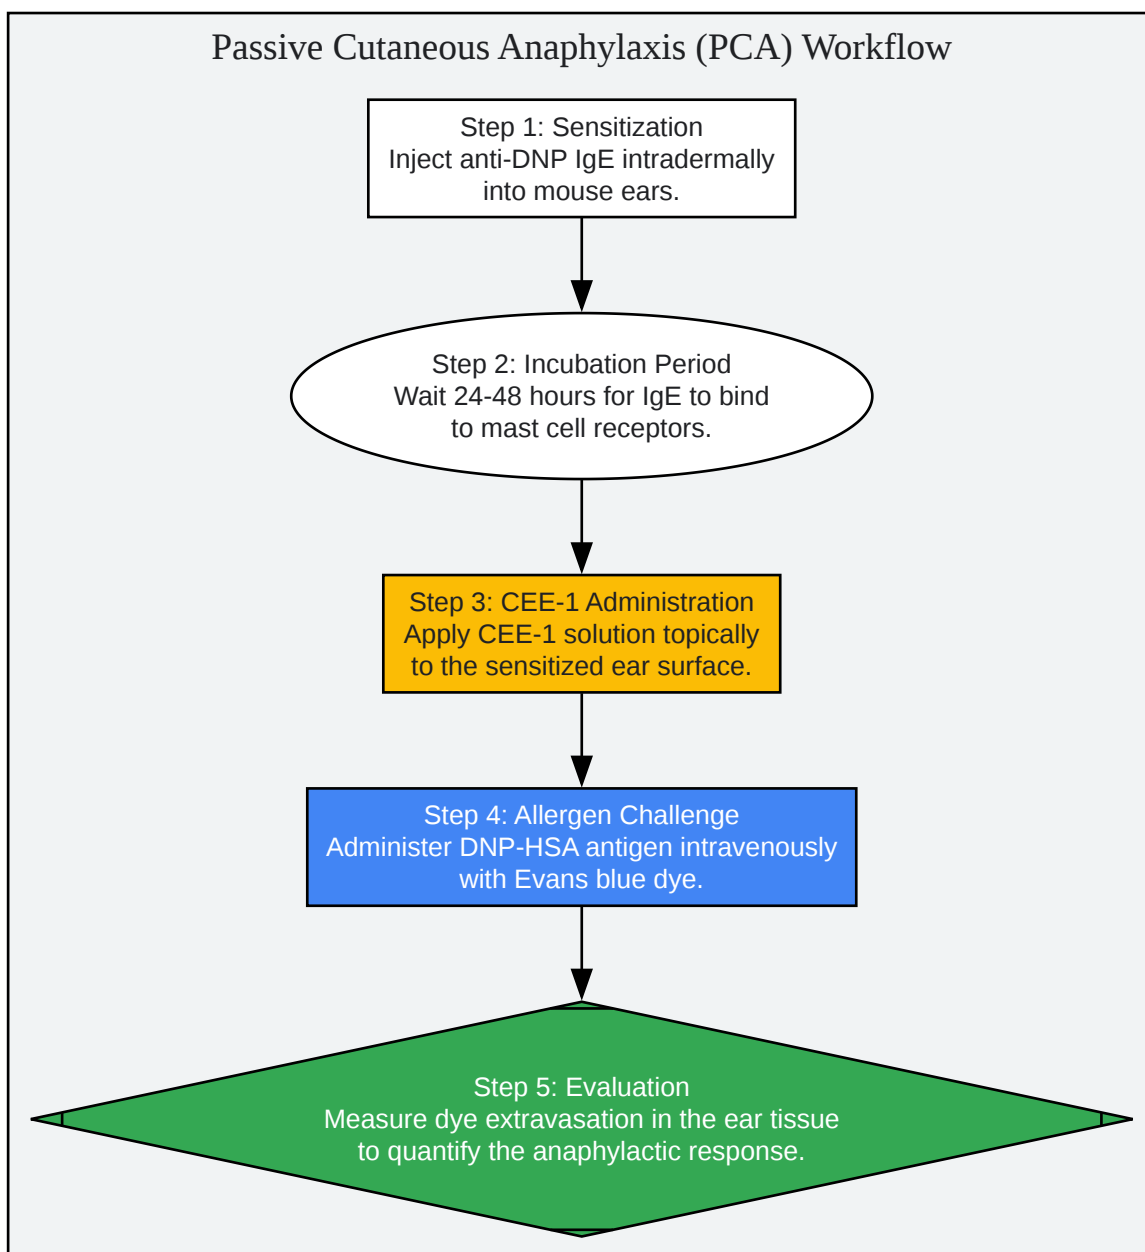 Passive Cutaneous Anaphylaxis (PCA) Workflow
Step 1: Sensitization
Inject anti-DNP IgE intradermally
into mouse ears.
Step 2: Incubation Period
Wait 24-48 hours for IgE to bind
to mast cell receptors.
Step 3: CEE-1 Administration
Apply CEE-1 solution topically
to the sensitized ear surface.
Step 4: Allergen Challenge
Administer DNP-HSA antigen intravenously
with Evans blue dye.
Step 5: Evaluation
Measure dye extravasation in the ear tissue
to quantify the anaphylactic response.